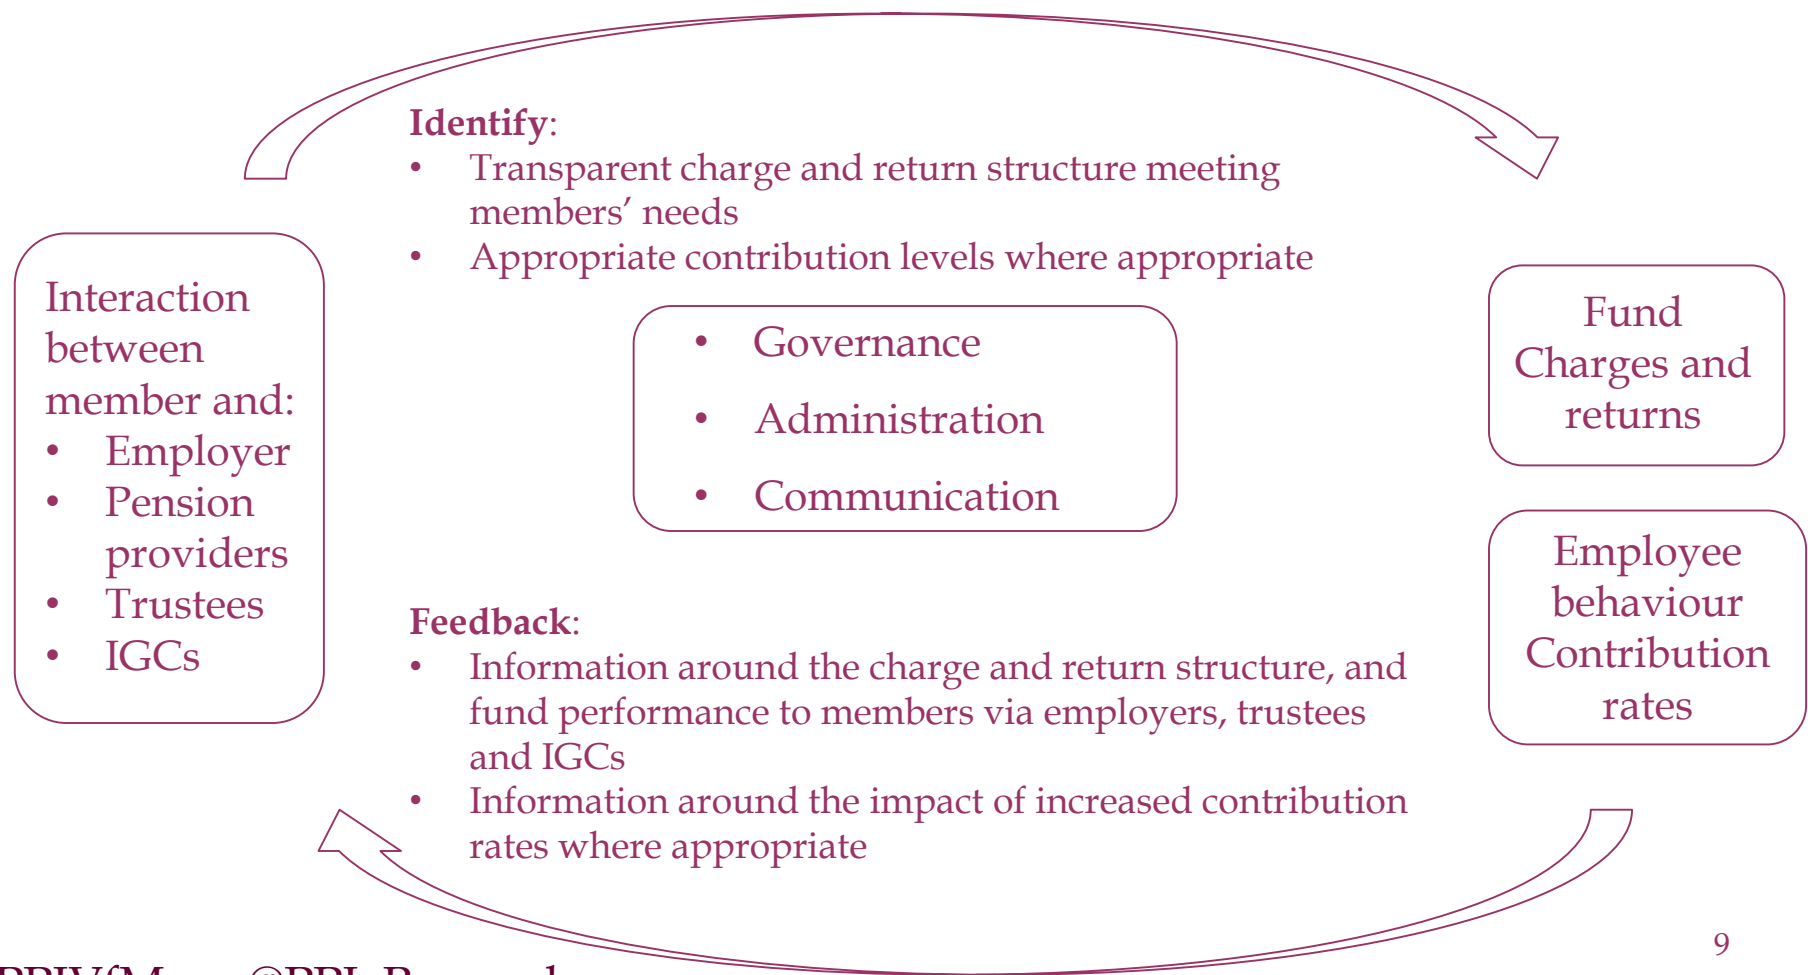 Identify:
• Transparent charge and return structure meeting
members’ needs
• Appropriate contribution levels where appropriate
Interaction
between
member and:
• Employer
• Pension
providers
• Trustees
• IGCs
• Governance
• Administration
• Communication
Fund
Charges and
returns
Employee
behaviour
Contribution
rates
Feedback:
• Information around the charge and return structure, and
fund performance to members via employers, trustees
and IGCs
• Information around the impact of increased contribution
rates where appropriate
9